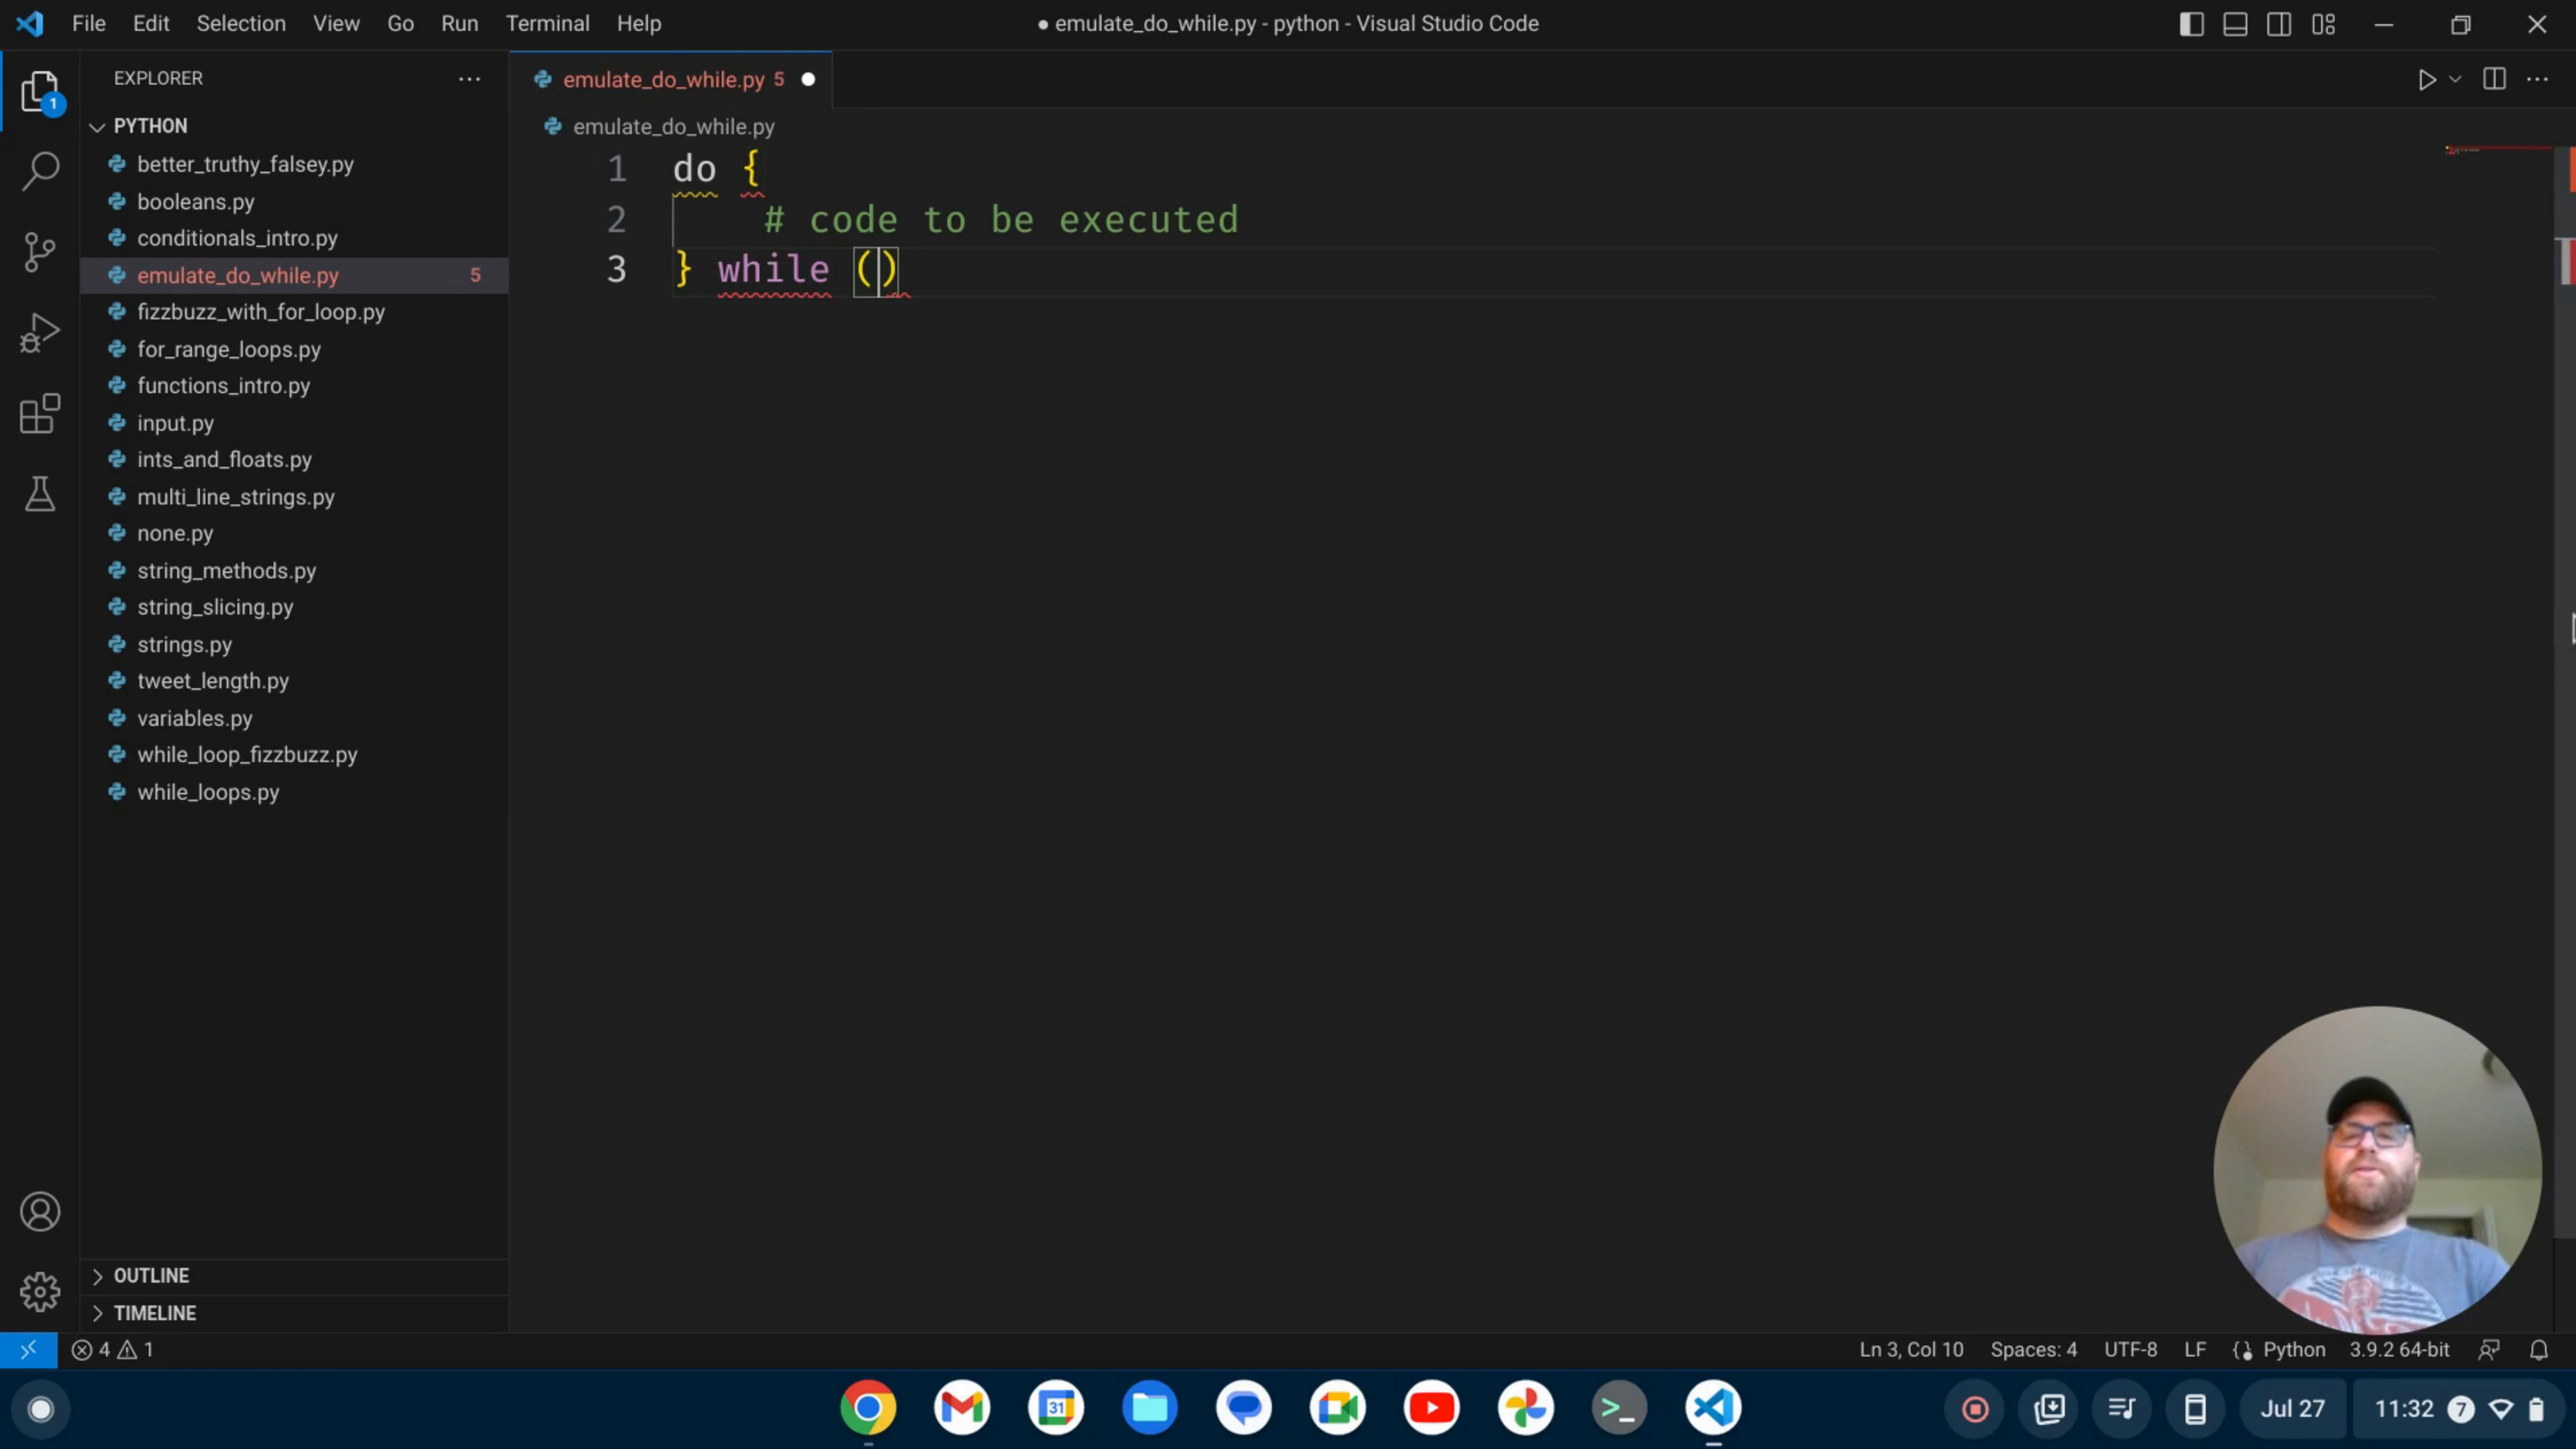 File Edit Selection View Go Run Terminal Help
● emulate_do_while.py - python - Visual Studio Code
1
EXPLORER
PYTHON
better_truthy_falsey.py
booleans.py
conditionals_intro.py
emulate_do_while.py 5
fizzbuzz_with_for_loop.py
for_range_loops.py
functions_intro.py
input.py
ints_and_floats.py
multi_line_strings.py
none.py
string_methods.py
string_slicing.py
strings.py
tweet_length.py
variables.py
while_loop_fizzbuzz.py
while_loops.py
OUTLINE
TIMELINE
emulate_do_while.py 5
emulate_do_while.py
1 do {
2 # code to be executed
3 } while ()
4 1
Ln 3, Col 10 Spaces: 4 UTF-8 LF Python 3.9.2 64-bit
31
Jul 27
11:32 7